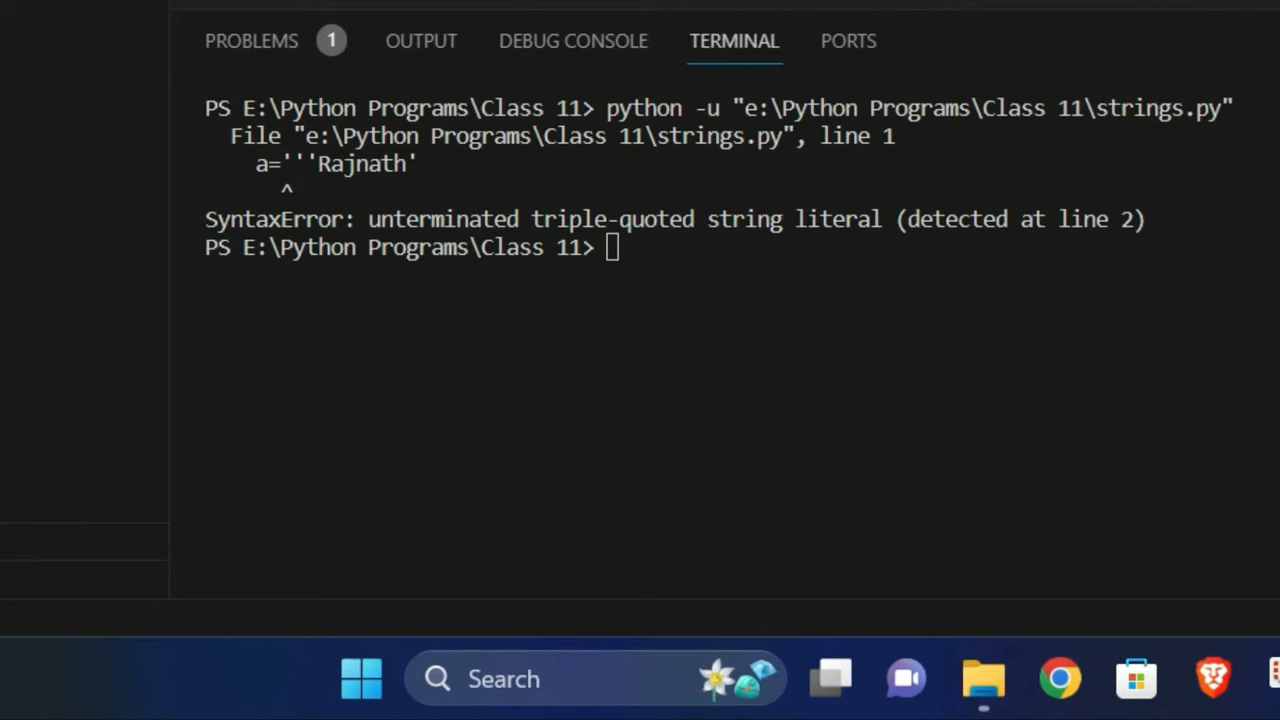 PROBLEMS 1 OUTPUT DEBUG CONSOLE TERMINAL PORTS
PS E:\Python Programs\Class 11> python -u "e:\Python Programs\Class 11\strings.py"
File "e:\Python Programs\Class 11\strings.py", line 1
a='''Rajnath'
^
SyntaxError: unterminated triple-quoted string literal (detected at line 2)
PS E:\Python Programs\Class 11>
Search